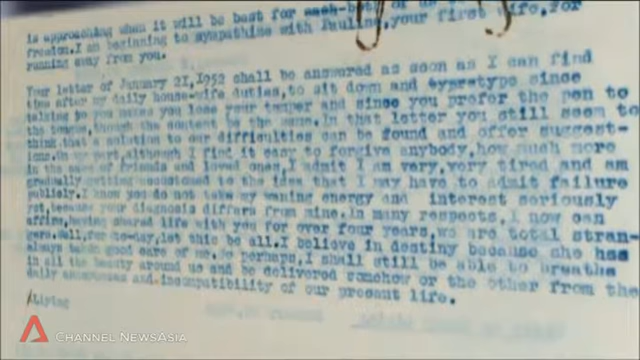 is approaching when it will be best for each both of us
freedom.I am beginning to sympathise with Pauline,your first wife,for
running away from you.
Your letter of January 21,1952 shall be answered as soon as I can find
time after my daily house-wife duties,to sit down and type since
talking to you makes you lose your temper and since you prefer the pen to
the tongue,though the content be the same.In that letter you still seem to
think that a solution to our difficulties can be found and offer suggest-
ions.On my part,although I find it easy to forgive anybody,how much more
in the case of friends and loved ones,I admit I am very,very tired and am
gradually getting accustomed to the idea that I may have to admit failure
publicly.I know you do not take my waning energy and interest seriously
yet,because your diagnosis differs from mine.In many respects,I now can
affirm,having shared life with you for over four years,we are total stran-
gers.Well,for to-day,let this be all.I believe in destiny because she has
always taken good care of me.So perhaps,I shall still be able to breathe
in all the beauty around us and be delivered somehow or the other from the
daily and incompatibility of our present life.
CHANNEL NEWSASIA